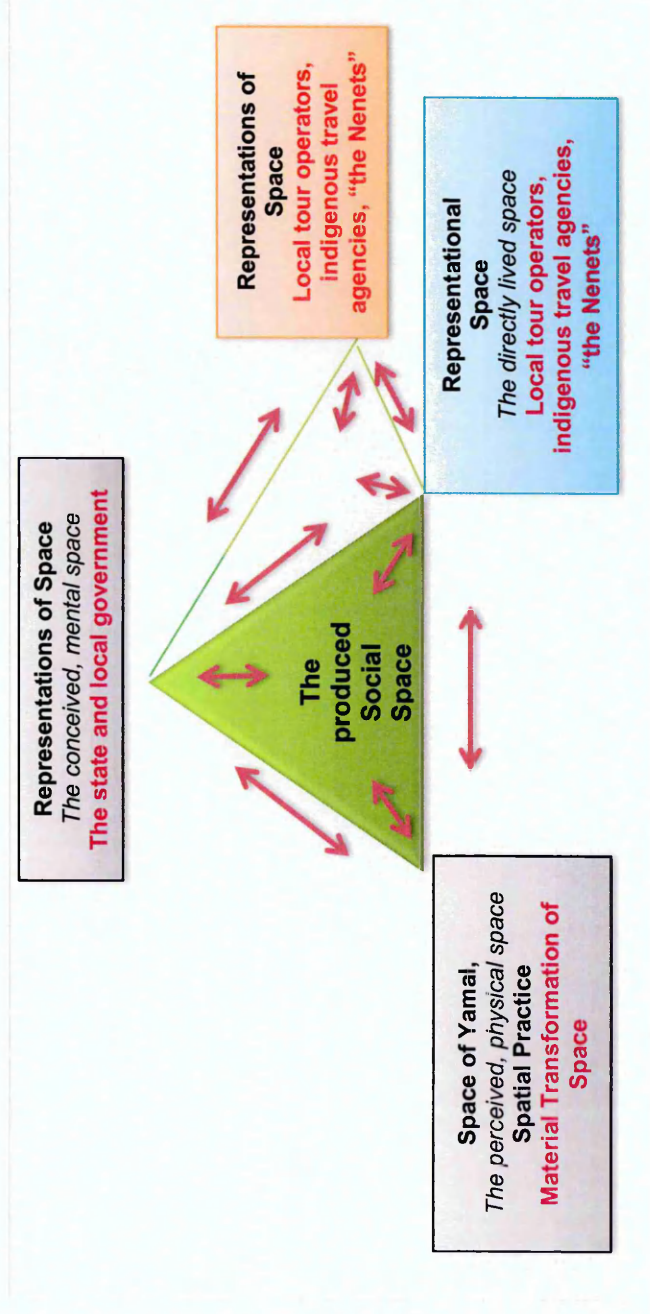 Representations of Space
The conceived, mental space
The state and local government
Representations of
Space
Local tour operators,
indigenous travel
agencies, “the Nenets”
The
produced
Social
Space
Space of Yamal,
The perceived, physical space
Spatial Practice
Material Transformation of
Space
Representational
Space
The directly lived space
Local tour operators,
indigenous travel agencies,
“the Nenets”